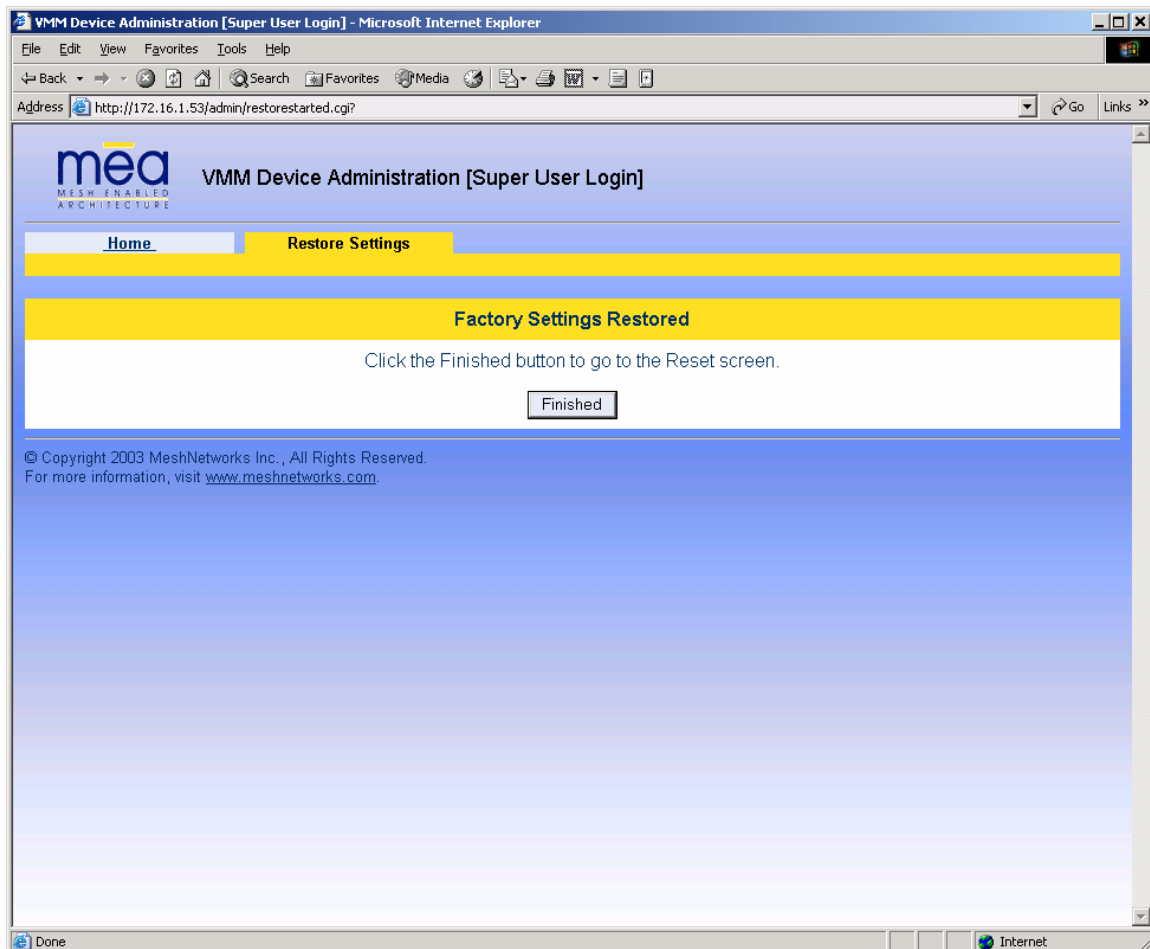 VMM Device Administration [Super User Login] - Microsoft Internet Explorer
File Edit View Favorites Tools Help
Back Search Favorites Media
Address http://172.16.1.53/admin/restorestarted.cgi? Go Links »
mea
MESH ENABLED
ARCHITECTURE
VMM Device Administration [Super User Login]
Home Restore Settings
Factory Settings Restored
Click the Finished button to go to the Reset screen.
Finished
© Copyright 2003 MeshNetworks Inc., All Rights Reserved.
For more information, visit www.meshnetworks.com.
Done Internet